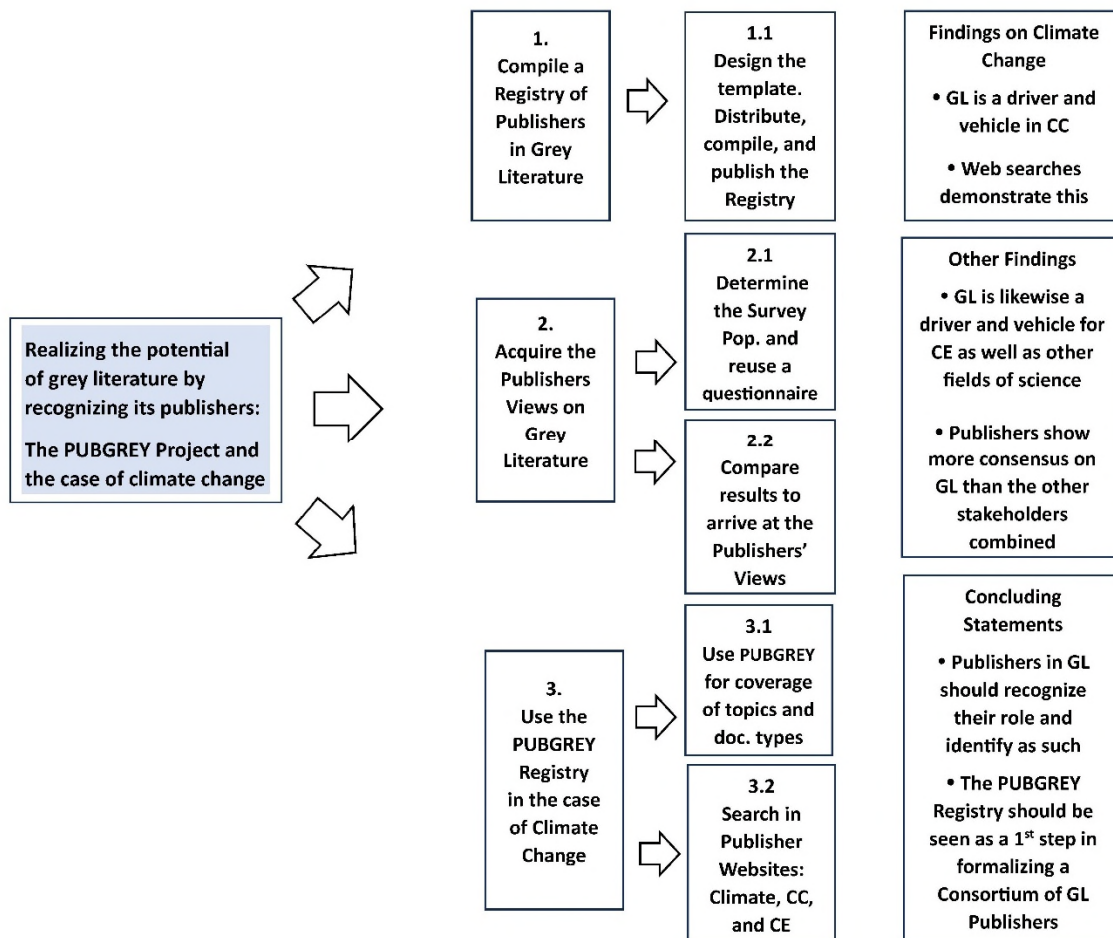 Realizing the potential
of grey literature by
recognizing its publishers:
The PUBGREY Project and
the case of climate change
1.
Compile a
Registry of
Publishers
in Grey
Literature
1.1
Design the
template.
Distribute,
compile, and
publish the
Registry
2.
Acquire the
Publishers
Views on
Grey
Literature
2.1
Determine
the Survey
Pop. and
reuse a
questionnaire
2.2
Compare
results to
arrive at the
Publishers’
Views
3.
Use the
PUBGREY
Registry
in the case
of Climate
Change
3.1
Use PUBGREY
for coverage
of topics and
doc. types
3.2
Search in
Publisher
Websites:
Climate, CC,
and CE
Findings on Climate
Change
• GL is a driver and
vehicle in CC
• Web searches
demonstrate this
Other Findings
• GL is likewise a
driver and vehicle for
CE as well as other
fields of science
• Publishers show
more consensus on
GL than the other
stakeholders
combined
Concluding
Statements
• Publishers in GL
should recognize
their role and
identify as such
• The PUBGREY
Registry should be
seen as a 1st step in
formalizing a
Consortium of GL
Publishers